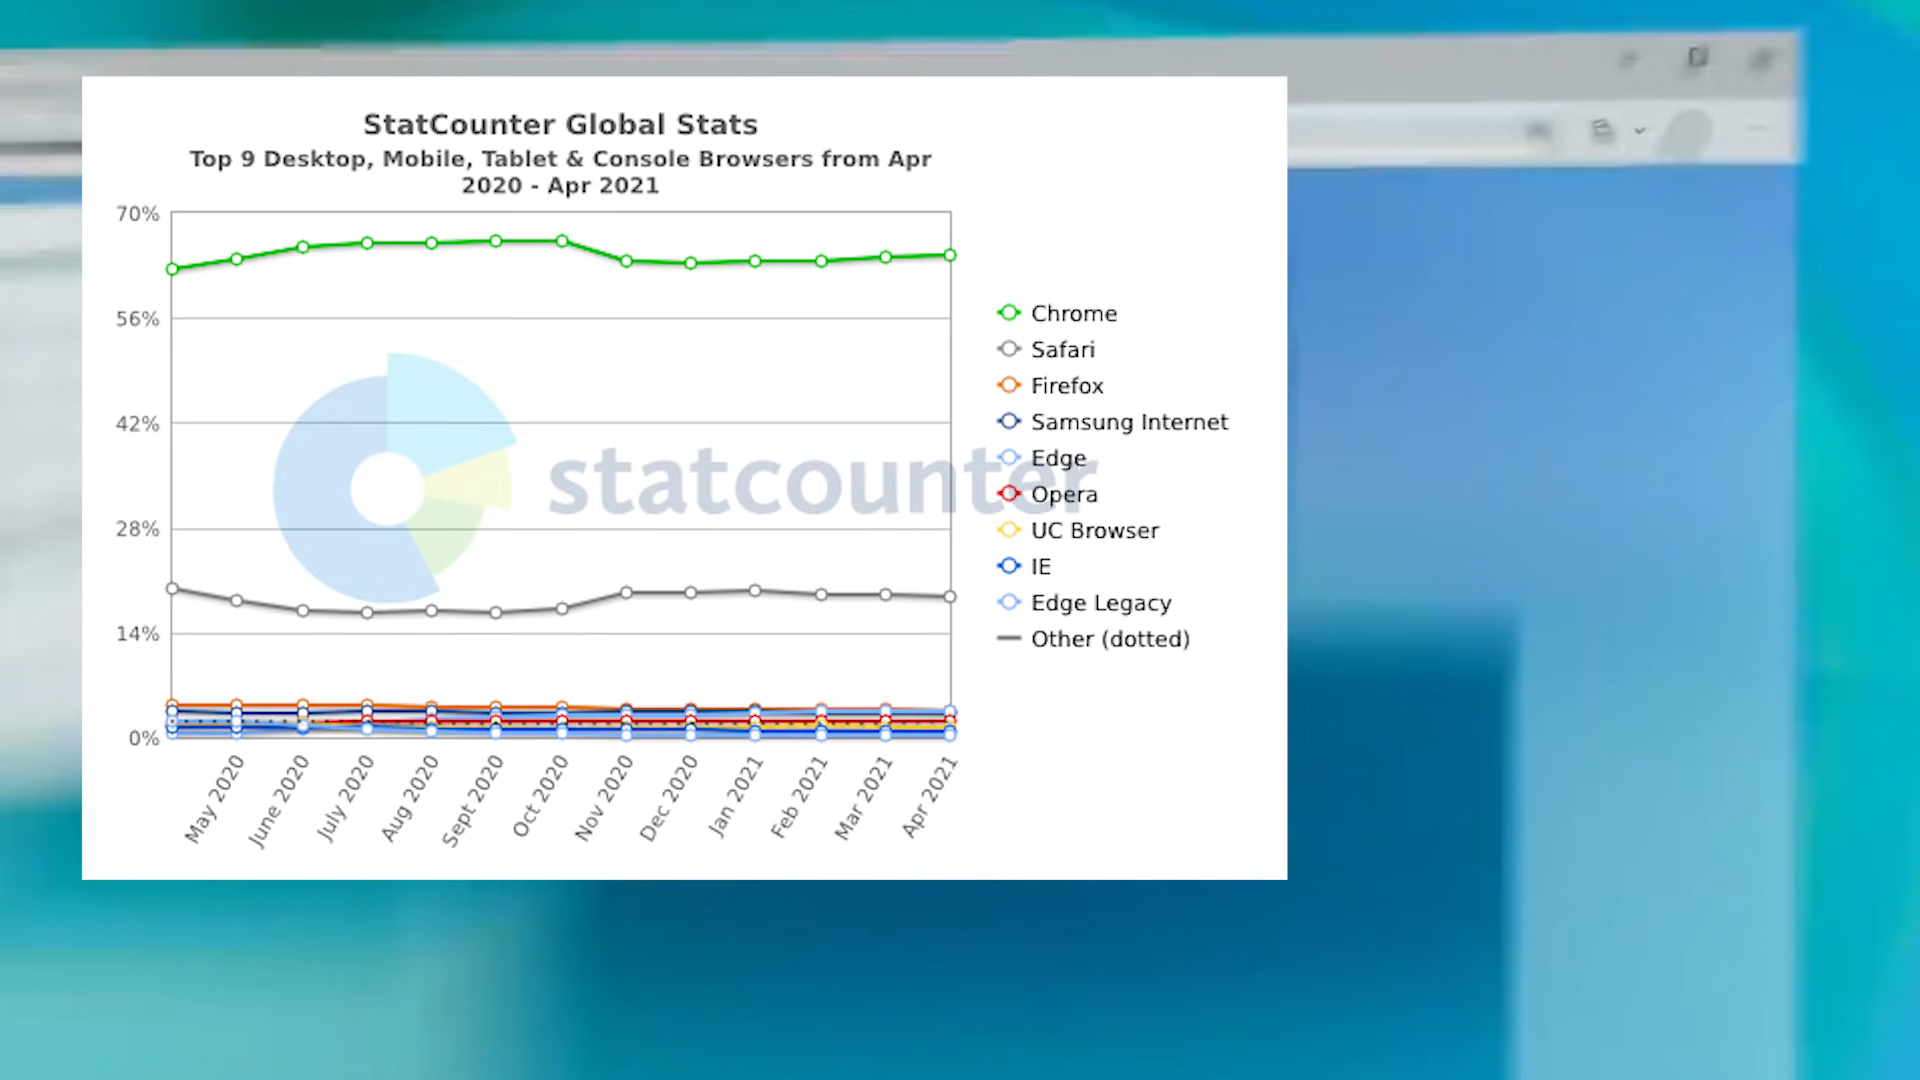 StatCounter Global Stats
Top 9 Desktop, Mobile, Tablet & Console Browsers from Apr
2020 - Apr 2021
70%
56%
42%
28%
14%
0%
statcounter
May 2020
June 2020
July 2020
Aug 2020
Sept 2020
Oct 2020
Nov 2020
Dec 2020
Jan 2021
Feb 2021
Mar 2021
Apr 2021
Chrome
Safari
Firefox
Samsung Internet
Edge
Opera
UC Browser
IE
Edge Legacy
Other (dotted)